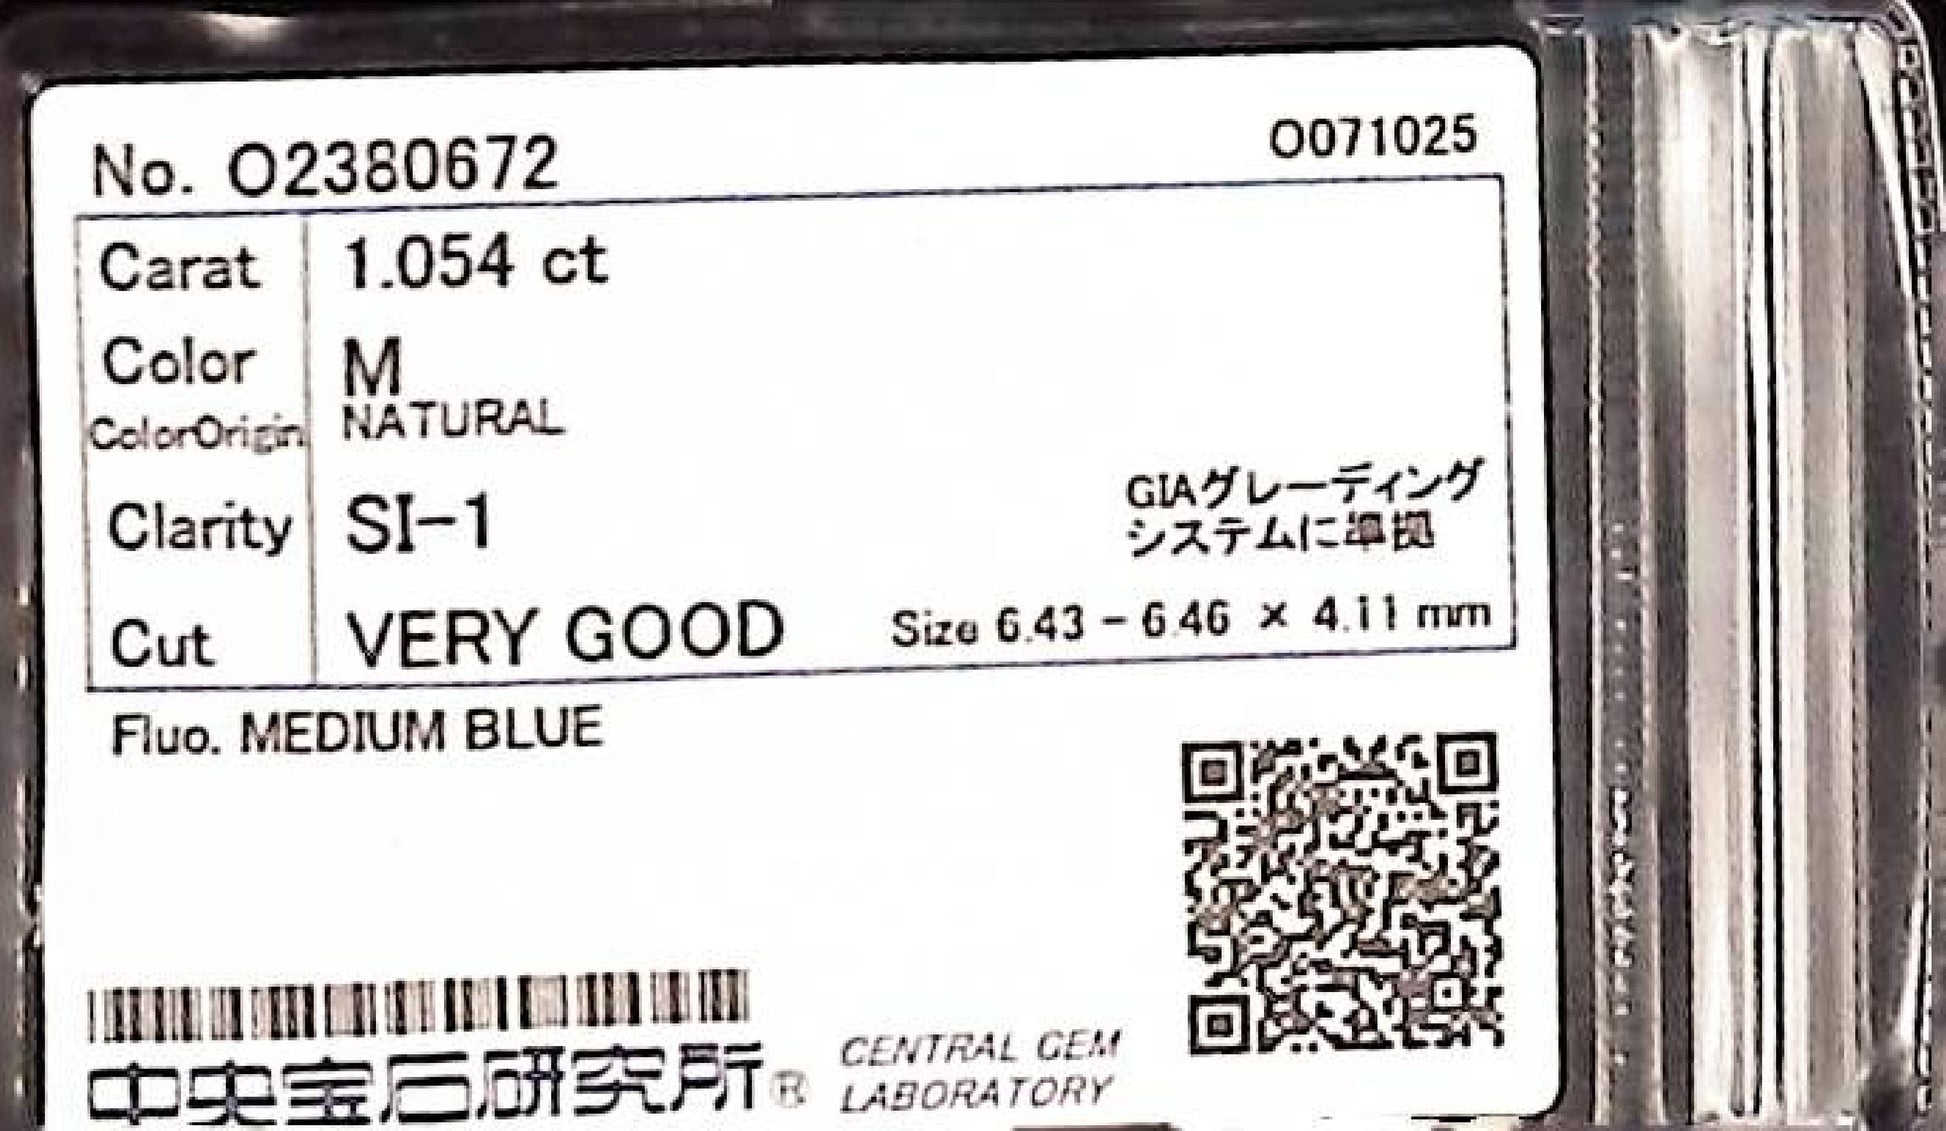 No. O2380672
O071025
Carat 1.054 ct
Color M
ColorOrigin NATURAL
Clarity SI-1
GIAグレーディング
システムに準拠
Cut VERY GOOD
Size 6.43 - 6.46 × 4.11 mm
Fluo. MEDIUM BLUE
中央宝石研究所®
CENTRAL GEM
LABORATORY